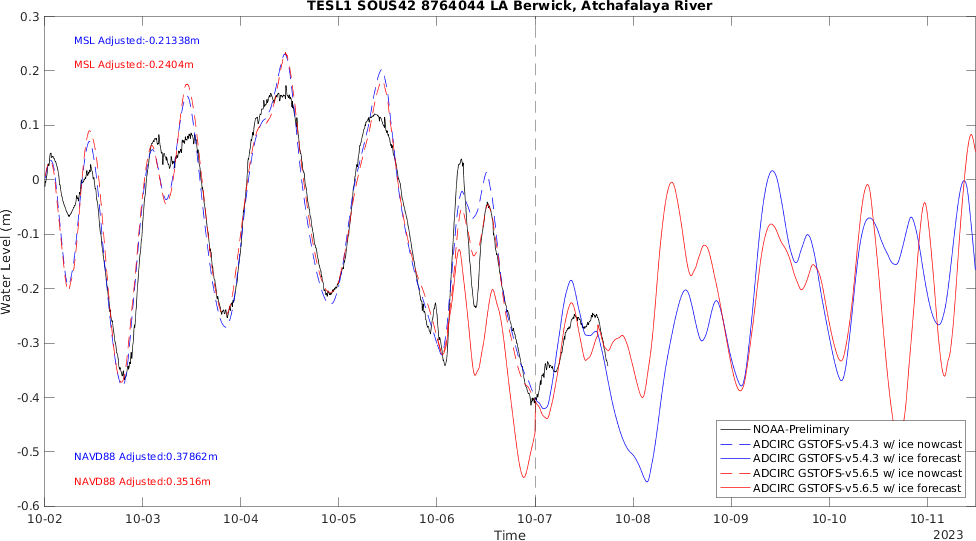 TESL1 SOUS42 8764044 LA Berwick, Atchafalaya River
0.3
MSL Adjusted:-0.21338m
MSL Adjusted:-0.2404m
0.2
0.1
0
-0.1
-0.2
-0.3
-0.4
-0.5
-0.6
Water Level (m)
NAVD88 Adjusted:0.37862m
NAVD88 Adjusted:0.3516m
NOAA-Preliminary
ADCIRC GSTOFS-v5.4.3 w/ ice nowcast
ADCIRC GSTOFS-v5.4.3 w/ ice forecast
ADCIRC GSTOFS-v5.6.5 w/ ice nowcast
ADCIRC GSTOFS-v5.6.5 w/ ice forecast
10-02 10-03 10-04 10-05 10-06 10-07 10-08 10-09 10-10 10-11
Time
2023